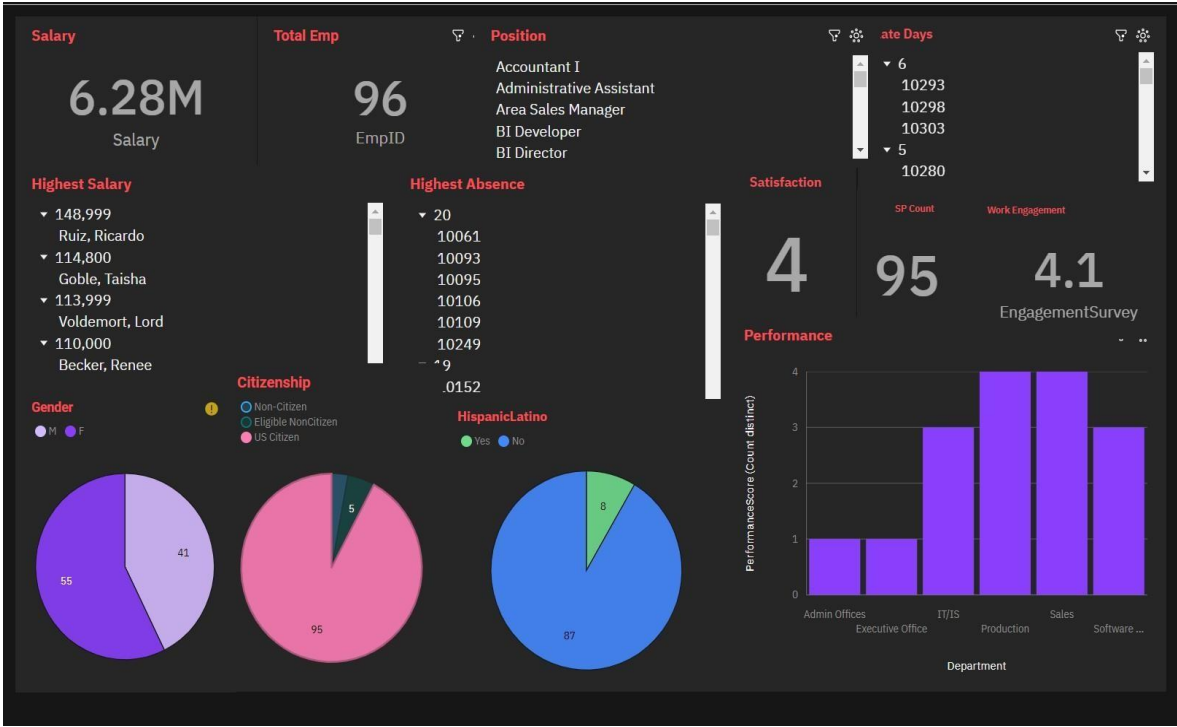 Salary
6.28M
Salary
Total Emp
96
EmpID
Position
Accountant I
Administrative Assistant
Area Sales Manager
BI Developer
BI Director
ate Days
6
10293
10298
10303
5
10280
Highest Salary
148,999
Ruiz, Ricardo
114,800
Goble, Taisha
113,999
Voldemort, Lord
110,000
Becker, Renee
Highest Absence
20
10061
10093
10095
10106
10109
10249
0152
Satisfaction
4
SP Count
95
Work Engagement
4.1
EngagementSurvey
Gender
M F
55
41
Citizenship
Non-Citizen
Eligible NonCitizen
US Citizen
5
95
HispanicLatino
Yes No
8
87
Performance
PerformanceScore (Count distinct)
4
3
2
1
0
Admin Offices
Executive Office
IT/IS
Production
Sales
Software ...
Department